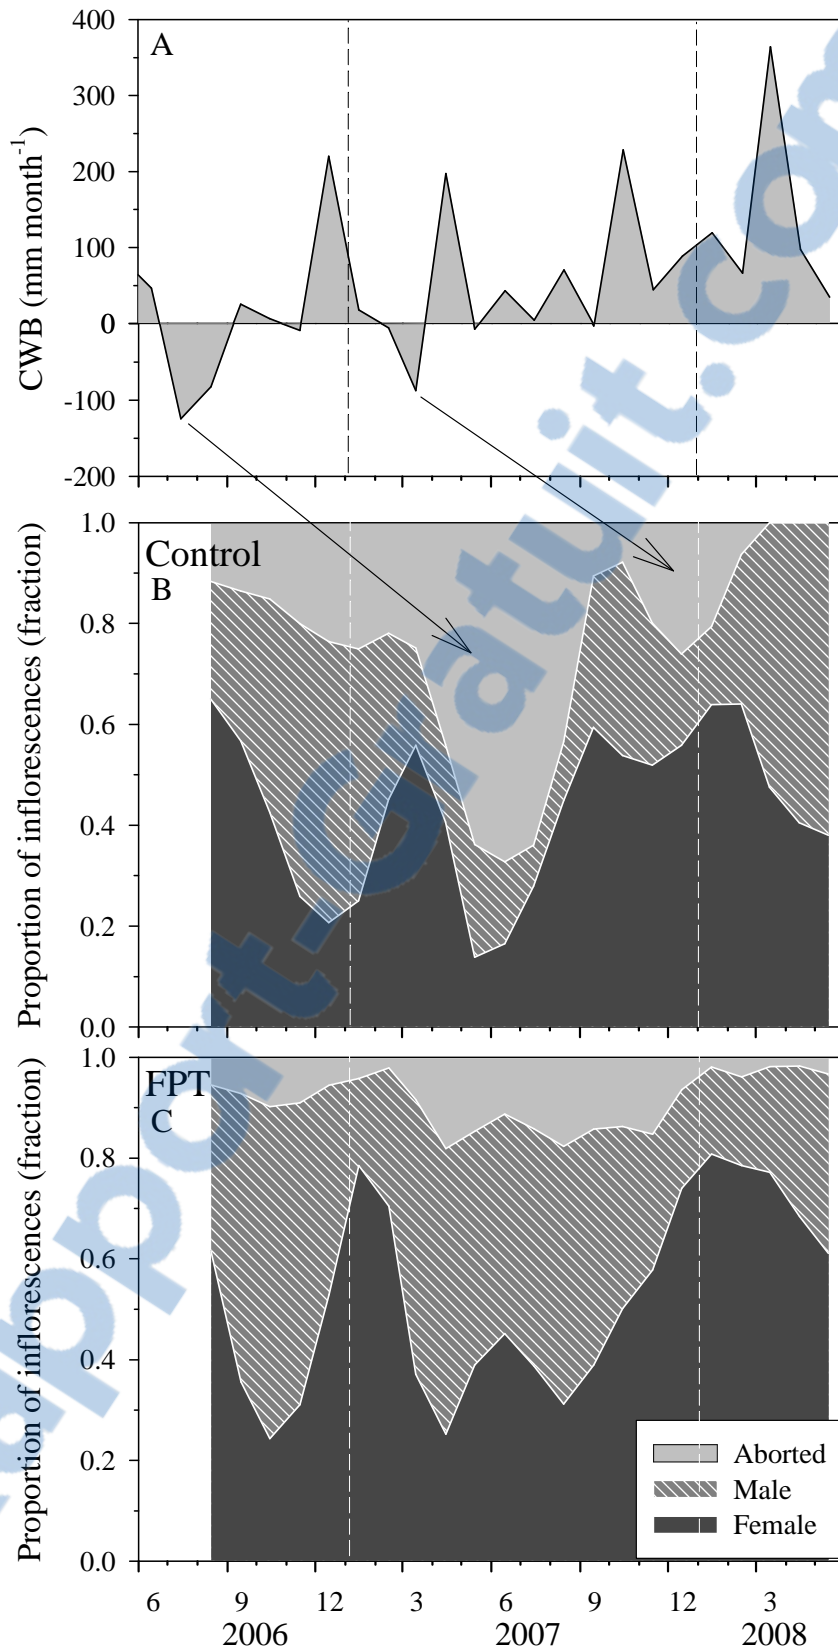 A
CWB (mm month-1)
400
300
200
100
0
-100
-200
Control
B
Proportion of inflorescences (fraction)
1.0
0.8
0.6
0.4
0.2
0.0
FPT
C
Proportion of inflorescences (fraction)
1.0
0.8
0.6
0.4
0.2
0.0
Aborted
Male
Female
6 9 12 3 6 9 12 3
2006 2007 2008
Rapport-Gratuit.com